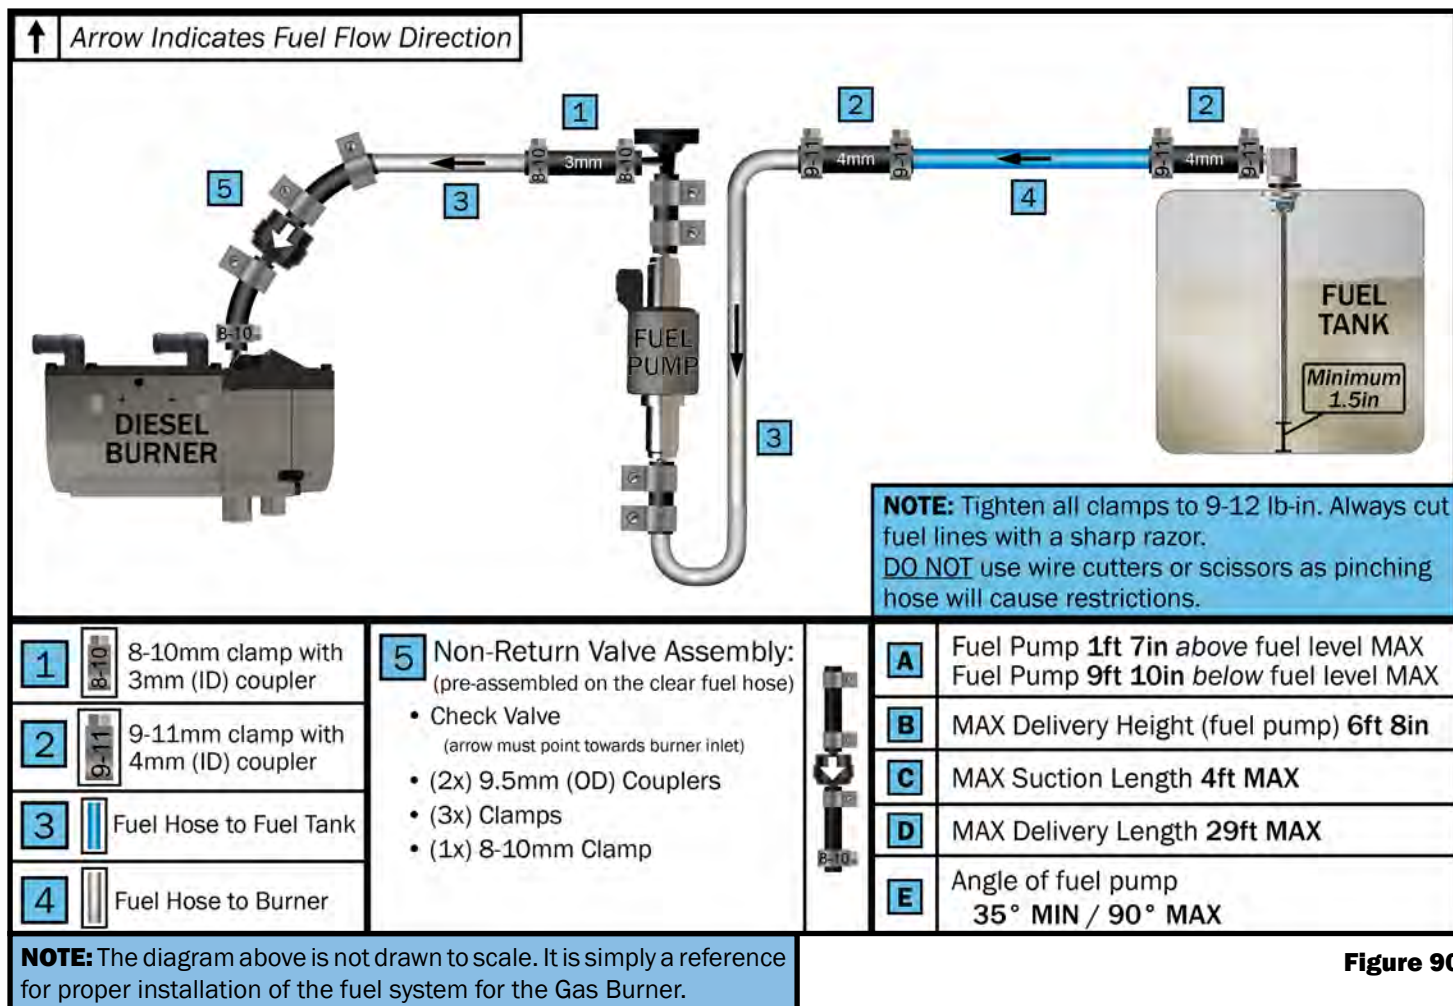 Arrow Indicates Fuel Flow Direction
1
2
2
8-10
3mm
8-10
9-11
4mm
9-11
9-11
4mm
9-11
5
3
4
8-10
DIESEL
BURNER
FUEL
PUMP
3
FUEL
TANK
Minimum
1.5in
NOTE: Tighten all clamps to 9-12 lb-in. Always cut
fuel lines with a sharp razor.
DO NOT use wire cutters or scissors as pinching
hose will cause restrictions.
1
8-10
8-10mm clamp with
3mm (ID) coupler
2
9-11
9-11mm clamp with
4mm (ID) coupler
3
Fuel Hose to Fuel Tank
4
Fuel Hose to Burner
5
Non-Return Valve Assembly:
(pre-assembled on the clear fuel hose)
• Check Valve
(arrow must point towards burner inlet)
• (2x) 9.5mm (OD) Couplers
• (3x) Clamps
• (1x) 8-10mm Clamp
8-10
A
Fuel Pump 1ft 7in above fuel level MAX
Fuel Pump 9ft 10in below fuel level MAX
B
MAX Delivery Height (fuel pump) 6ft 8in
C
MAX Suction Length 4ft MAX
D
MAX Delivery Length 29ft MAX
E
Angle of fuel pump
35° MIN / 90° MAX
NOTE: The diagram above is not drawn to scale. It is simply a reference
for proper installation of the fuel system for the Gas Burner.
Figure 90